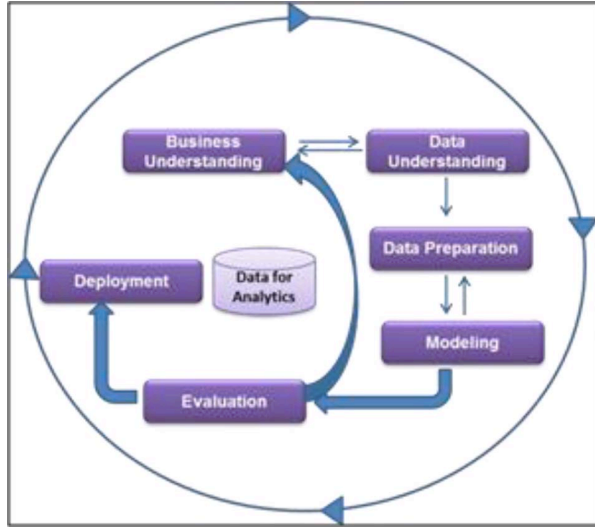 Business
Understanding
Data
Understanding
Data Preparation
Deployment
Data for
Analytics
Modeling
Evaluation